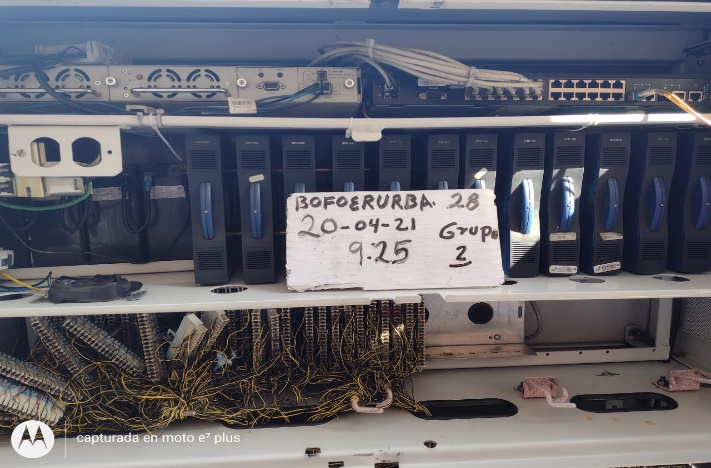 BOFOERURBA. 28
20-04-21 Grupo
9.25 2
capturada en moto e⁷ plus